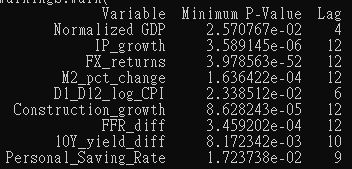 warnings.warn(
Variable Minimum P-Value Lag
Normalized GDP 2.570767e-02 4
IP_growth 3.589145e-06 12
FX_returns 3.978563e-52 12
M2_pct_change 1.636422e-04 12
D1_D12_log_CPI 2.338512e-02 6
Construction_growth 8.628243e-05 12
FFR_diff 3.459202e-04 12
10Y_yield_diff 8.172342e-03 10
Personal_Saving_Rate 1.723738e-02 9